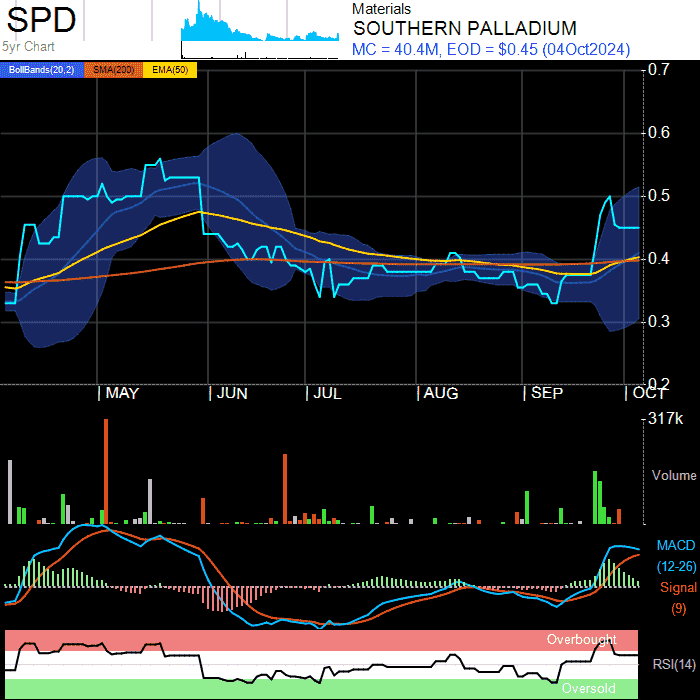 SPD
5yr Chart
Materials
SOUTHERN PALLADIUM
MC = 40.4M, EOD = $0.45 (04Oct2024)
BollBands(20,2) SMA(200) EMA(50)
0.7
0.6
0.5
0.4
0.3
0.2
MAY JUN JUL AUG SEP OCT
317k
Volume
MACD
(12-26)
Signal
(9)
Overbought
RSI(14)
Oversold